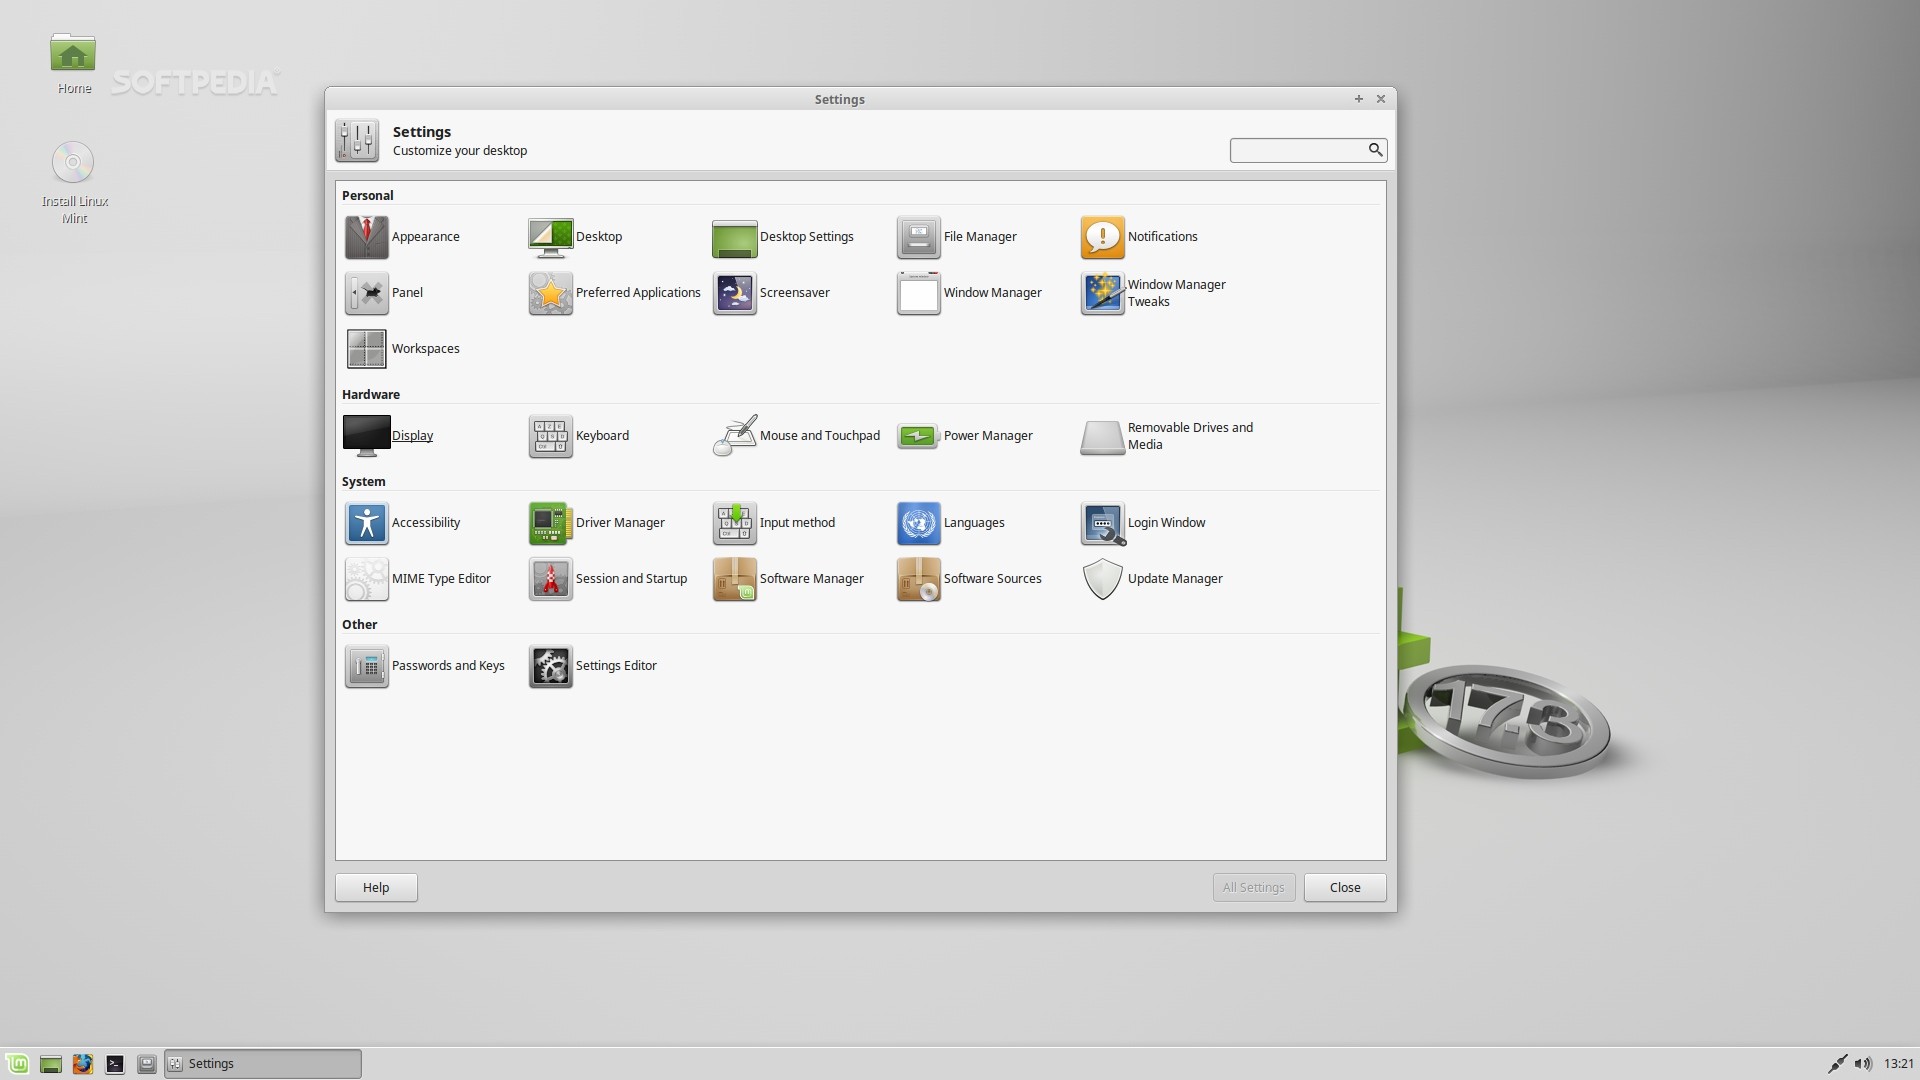 Home
SOFTPEDIA
Install Linux
Mint
Settings
Settings
Customize your desktop
Personal
Appearance
Desktop
Desktop Settings
File Manager
Notifications
Panel
Preferred Applications
Screensaver
Window Manager
Window Manager
Tweaks
Workspaces
Hardware
Display
Keyboard
Mouse and Touchpad
Power Manager
Removable Drives and
Media
System
Accessibility
Driver Manager
Input method
Languages
Login Window
MIME Type Editor
Session and Startup
Software Manager
Software Sources
Update Manager
Other
Passwords and Keys
Settings Editor
17.3
Help
All Settings
Close
Settings
13:21